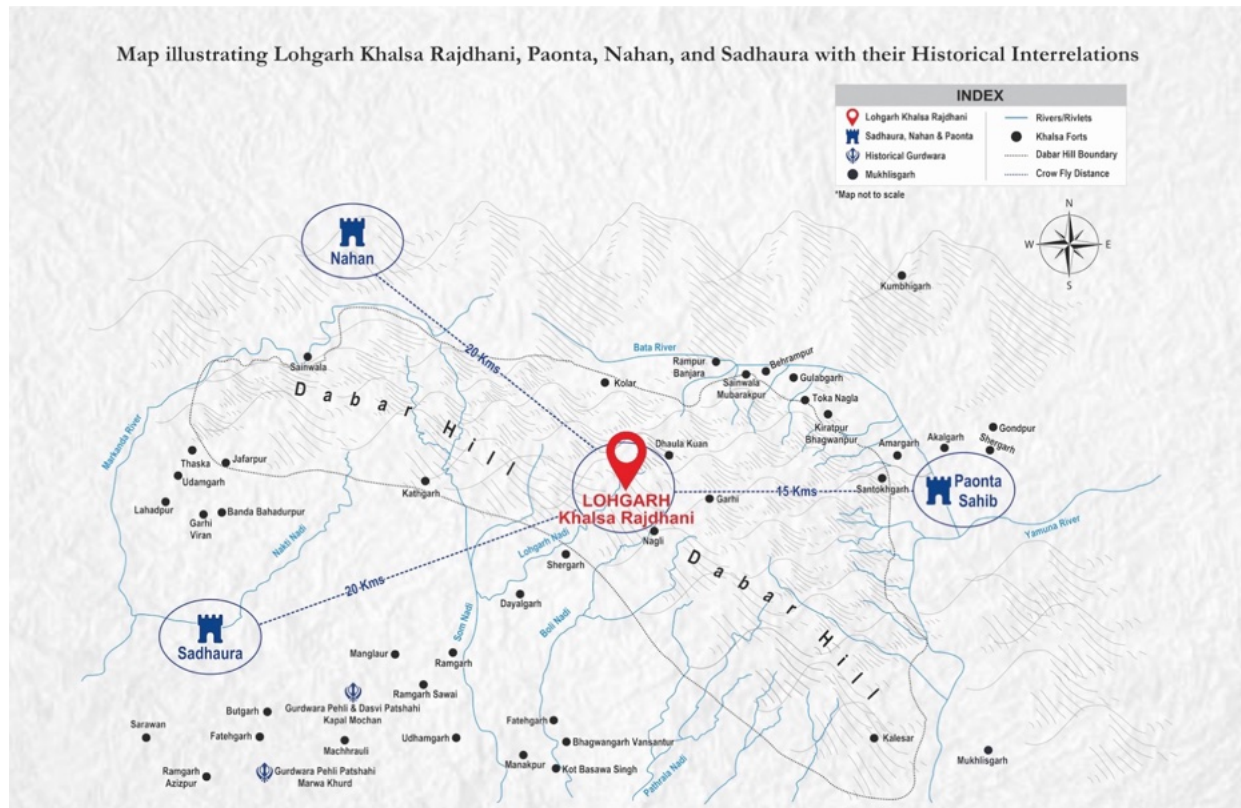 Map illustrating Lohgarh Khalsa Rajdhani, Paonta, Nahan, and Sadhaura with their Historical Interrelations
INDEX
Lohgarh Khalsa Rajdhani
Rivers/Rivlets
Sadhaura, Nahan & Paonta
Khalsa Forts
Historical Gurdwara
Dabar Hill Boundary
Mukhlisgarh
Crow Fly Distance
*Map not to scale
N
W
E
S
Nahan
Kumbhigarh
20 Kms
Bata River
Sainwala
Rampur
Banjara
Behrampur
Sainwala
Mubarakpur
Gulabgarh
Kolar
Toka Nagla
Dabar Hill
Kiratpur
Bhagwanpur
Markanda River
Dhaula Kuan
Amargarh
Akalgarh
Gondpur
Shergarh
Thaska
Jafarpur
Udamgarh
Kathgarh
Santokhgarh
Paonta
Sahib
15 Kms
LOHGARH
Khalsa Rajdhani
Garhi
Lahadpur
Garhi
Viran
Banda Bahadurpur
Nakti Nadi
Lohgarh Nadi
Nagli
Yamuna River
Shergarh
Dabar Hill
20 Kms
Dayalgarh
Som Nadi
Boli Nadi
Sadhaura
Manglaur
Ramgarh
Ramgarh Sawai
Gurdwara Pehli & Dasvi Patshahi
Kapal Mochan
Butgarh
Sarawan
Fatehgarh
Machhrauli
Udhamgarh
Fatehgarh
Bhagwangarh Vansantur
Kalesar
Mukhlisgarh
Manakpur
Kot Basawa Singh
Pathrala Nadi
Ramgarh
Azizpur
Gurdwara Pehli Patshahi
Marwa Khurd